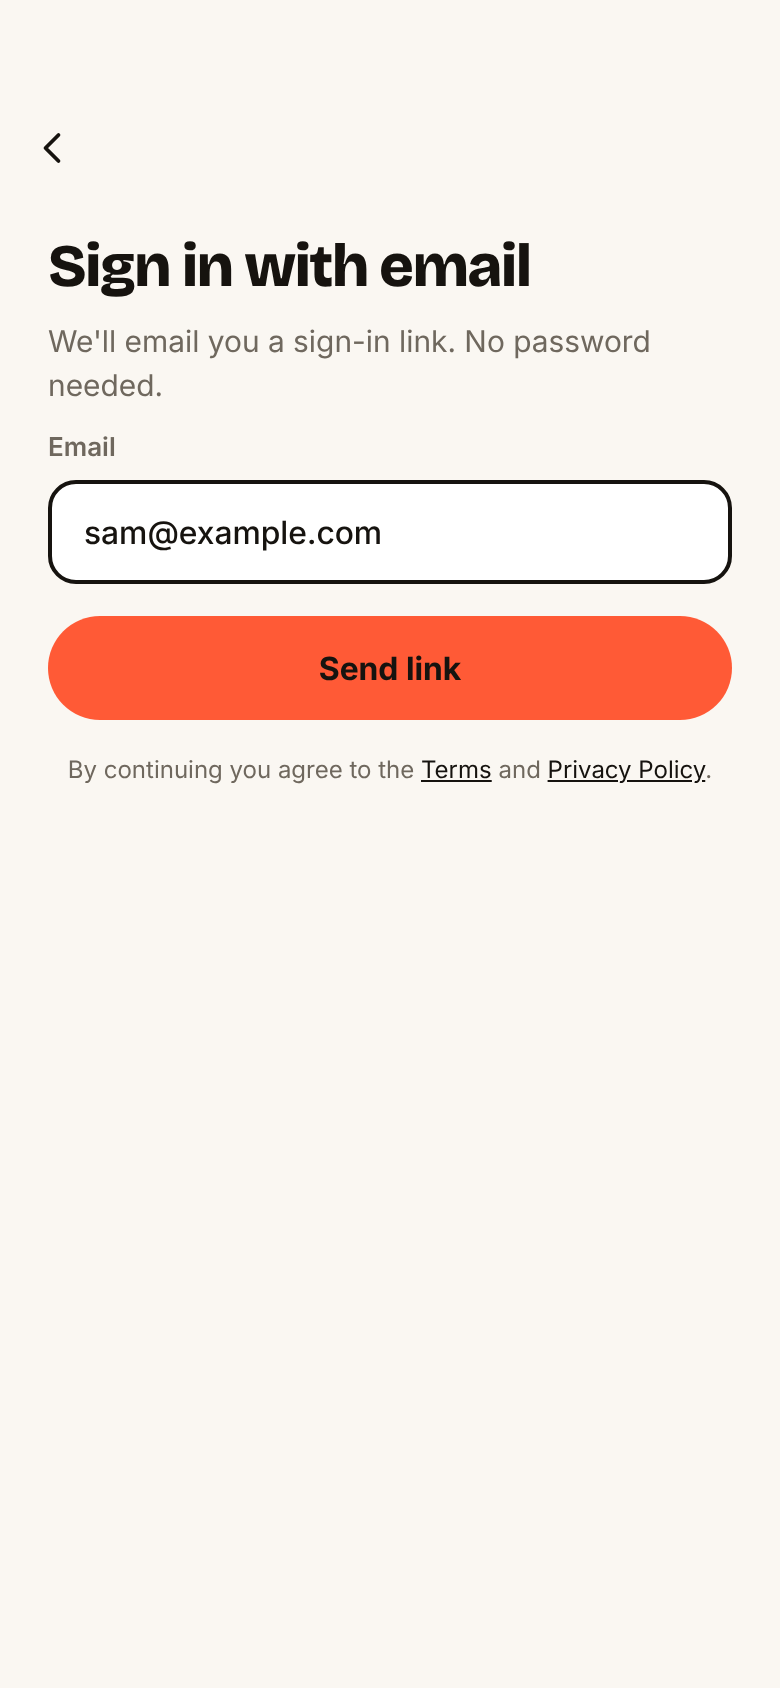 Sign in with email
We'll email you a sign-in link. No password
needed.
Email
sam@example.com
Send link
By continuing you agree to the Terms and Privacy Policy.